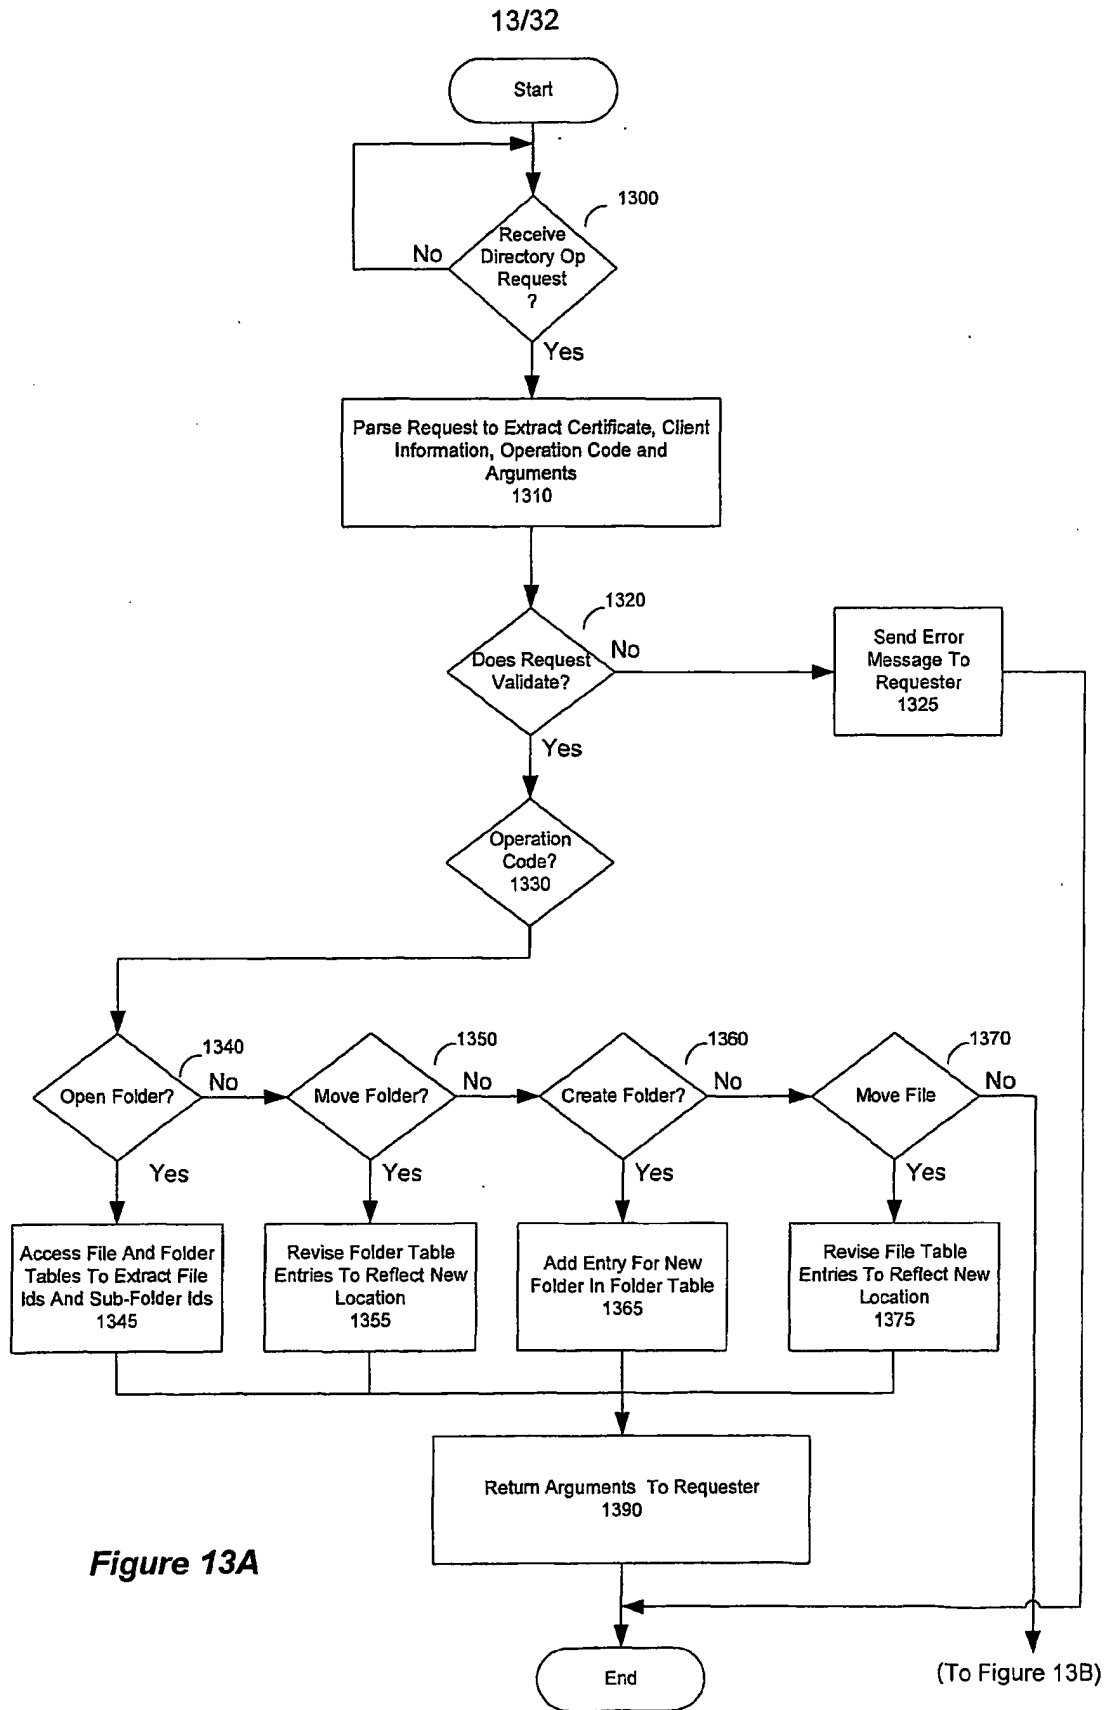 13/32
Start
1300
Receive
Directory Op
Request
?
No
Yes
Parse Request to Extract Certificate, Client
Information, Operation Code and
Arguments
1310
1320
Does Request
Validate?
No
Send Error
Message To
Requester
1325
Yes
Operation
Code?
1330
1340
Open Folder?
No
1350
Move Folder?
No
1360
Create Folder?
No
1370
Move File
No
Yes
Yes
Yes
Yes
Access File And Folder
Tables To Extract File
Ids And Sub-Folder Ids
1345
Revise Folder Table
Entries To Reflect New
Location
1355
Add Entry For New
Folder In Folder Table
1365
Revise File Table
Entries To Reflect New
Location
1375
Return Arguments To Requester
1390
Figure 13A
End
(To Figure 13B)